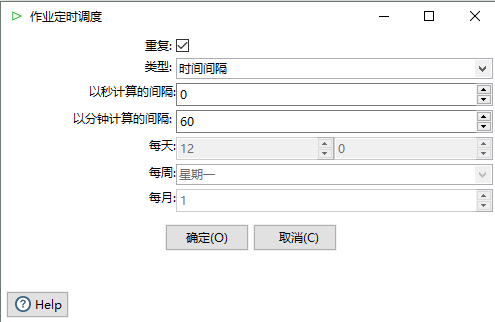 作业定时调度
重复:
类型: 时间间隔
以秒计算的间隔: 0
以分钟计算的间隔: 60
每天: 12 0
每周: 星期一
每月: 1
确定(O) 取消(C)
? Help